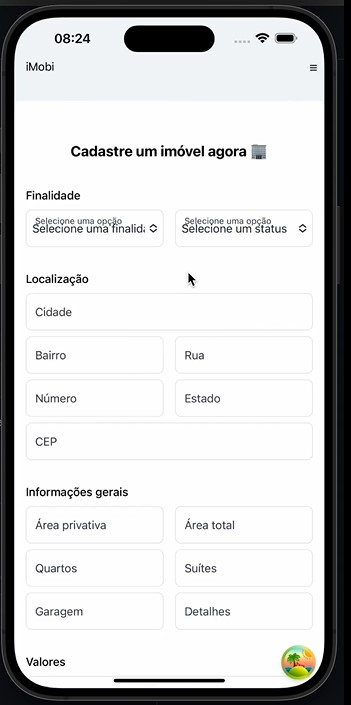 08:24
iMobi
Cadastre um imóvel agora 🏢
Finalidade
Selecione uma opção Selecione uma opção
Selecione uma finalida Selecione um status
Localização
Cidade
Bairro Rua
Número Estado
CEP
Informações gerais
Área privativa Área total
Quartos Suítes
Garagem Detalhes
Valores